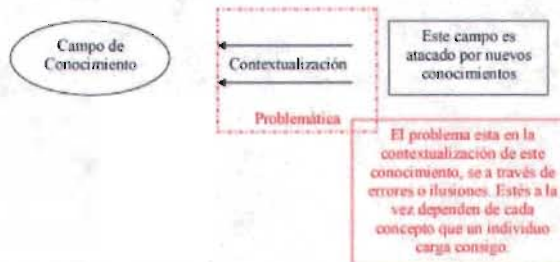 Campo de
Conocimiento
Contextualización
Problemática
Este campo es
atacado por nuevos
conocimientos
El problema esta en la
contextualización de este
conocimiento, se a través de
errores o ilusiones. Estés a la
vez dependen de cada
concepto que un individuo
carga consigo.